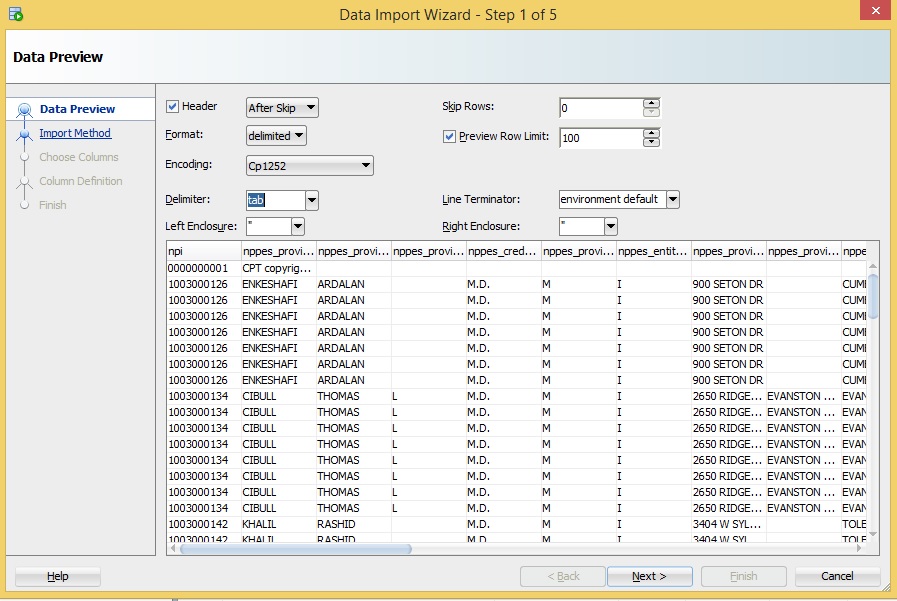 Data Import Wizard - Step 1 of 5
Data Preview
Data Preview
Import Method
Choose Columns
Column Definition
Finish
Header After Skip Skip Rows: 0
Format: delimited Preview Row Limit: 100
Encoding: Cp1252
Delimiter: tab Line Terminator: environment default
Left Enclosure: " Right Enclosure: "
npi nppes_provi... nppes_provi... nppes_provi... nppes_cred... nppes_provi... nppes_entit... nppes_provi... nppes_provi... nppe
0000000001 CPT copyrig...
1003000126 ENKESHAFI ARDALAN M.D. M I 900 SETON DR CUM
1003000126 ENKESHAFI ARDALAN M.D. M I 900 SETON DR CUM
1003000126 ENKESHAFI ARDALAN M.D. M I 900 SETON DR CUM
1003000126 ENKESHAFI ARDALAN M.D. M I 900 SETON DR CUM
1003000126 ENKESHAFI ARDALAN M.D. M I 900 SETON DR CUM
1003000126 ENKESHAFI ARDALAN M.D. M I 900 SETON DR CUM
1003000126 ENKESHAFI ARDALAN M.D. M I 900 SETON DR CUM
1003000134 CIBULL THOMAS L M.D. M I 2650 RIDGE... EVANSTON ... EVAN
1003000134 CIBULL THOMAS L M.D. M I 2650 RIDGE... EVANSTON ... EVAN
1003000134 CIBULL THOMAS L M.D. M I 2650 RIDGE... EVANSTON ... EVAN
1003000134 CIBULL THOMAS L M.D. M I 2650 RIDGE... EVANSTON ... EVAN
1003000134 CIBULL THOMAS L M.D. M I 2650 RIDGE... EVANSTON ... EVAN
1003000134 CIBULL THOMAS L M.D. M I 2650 RIDGE... EVANSTON ... EVAN
1003000134 CIBULL THOMAS L M.D. M I 2650 RIDGE... EVANSTON ... EVAN
1003000134 CIBULL THOMAS L M.D. M I 2650 RIDGE... EVANSTON ... EVAN
1003000142 KHALIL RASHID M.D. M I 3404 W SYL... TOLE
1003000142 KHALIL RASHID M.D. M I 3404 W SYL... TOLE
Help < Back Next > Finish Cancel